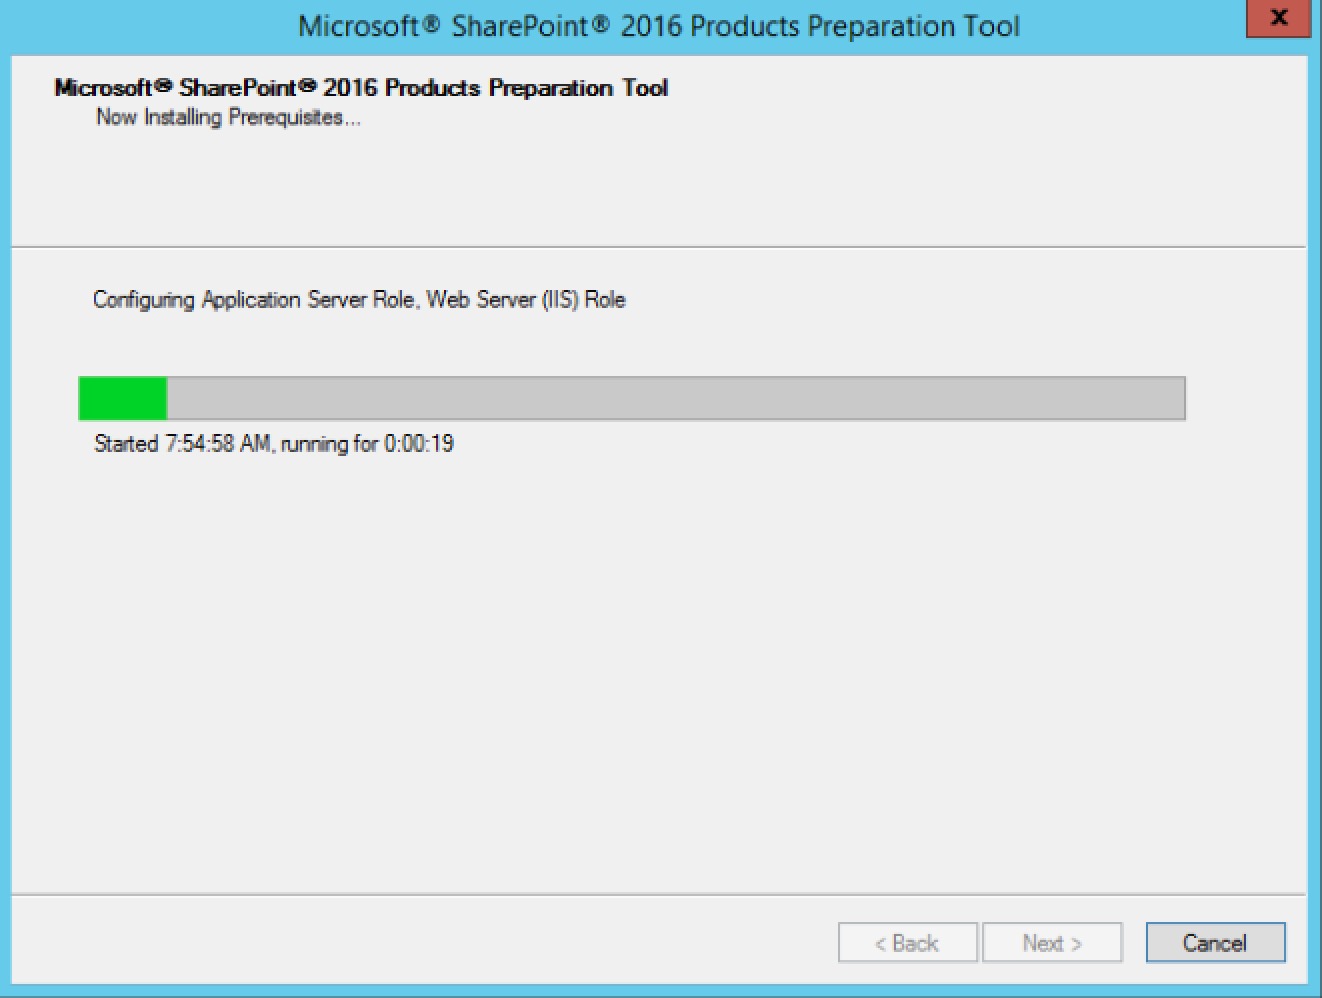 Microsoft® SharePoint® 2016 Products Preparation Tool
x
Microsoft® SharePoint® 2016 Products Preparation Tool
Now Installing Prerequisites...
Configuring Application Server Role, Web Server (IIS) Role
Started 7:54:58 AM, running for 0:00:19
< Back
Next >
Cancel